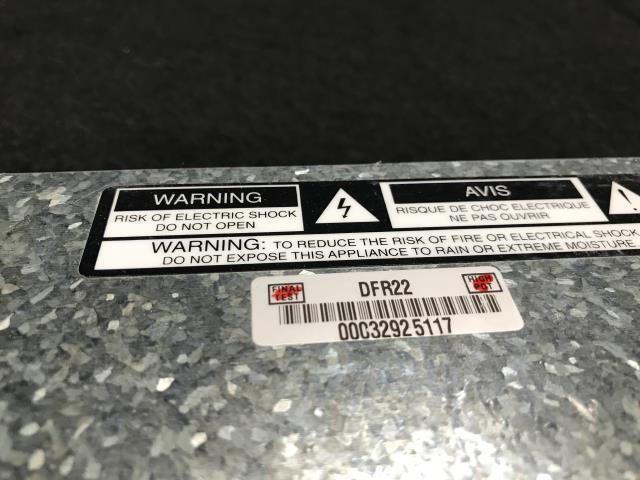 WARNING
RISK OF ELECTRIC SHOCK
DO NOT OPEN
AVIS
RISQUE DE CHOC ELECTRIQUE
NE PAS OUVRIR
WARNING: TO REDUCE THE RISK OF FIRE OR ELECTRICAL SHOCK
DO NOT EXPOSE THIS APPLIANCE TO RAIN OR EXTREME MOISTURE.
FINAL
TEST
DFR22
HIGH
POT
00C32925117